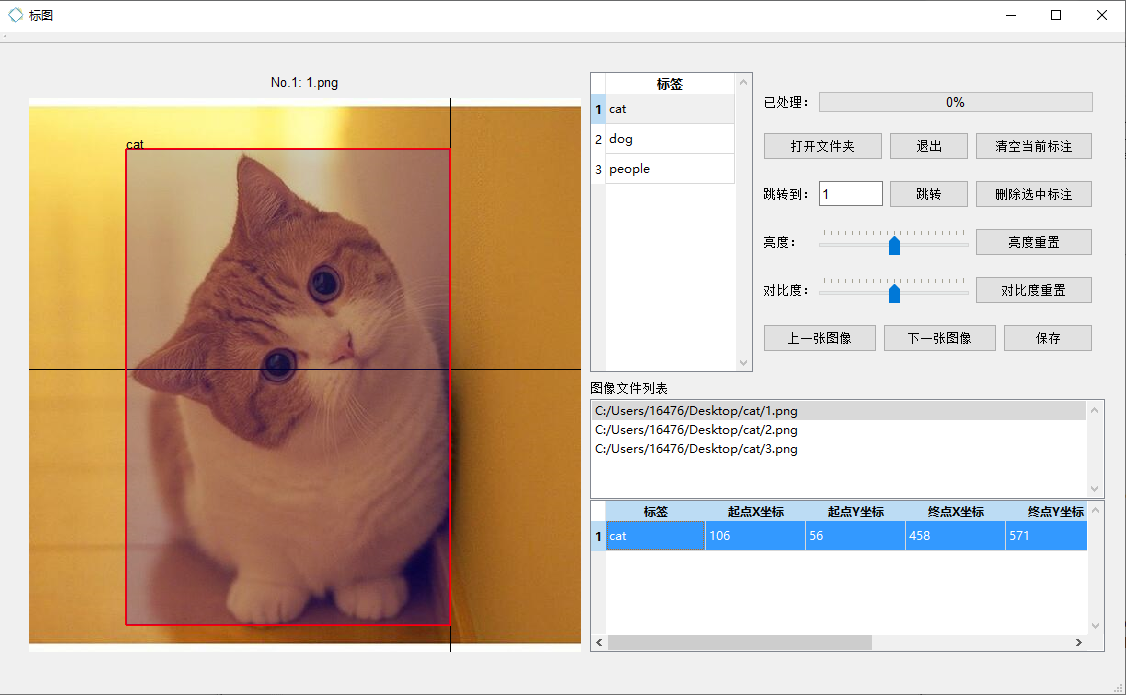 标图
No.1: 1.png
cat
标签
1 cat
2 dog
3 people
已处理： 0%
打开文件夹 退出 清空当前标注
跳转到： 1 跳转 删除选中标注
亮度： 亮度重置
对比度： 对比度重置
上一张图像 下一张图像 保存
图像文件列表
C:/Users/16476/Desktop/cat/1.png
C:/Users/16476/Desktop/cat/2.png
C:/Users/16476/Desktop/cat/3.png
标签 起点X坐标 起点Y坐标 终点X坐标 终点Y坐标
1 cat 106 56 458 571